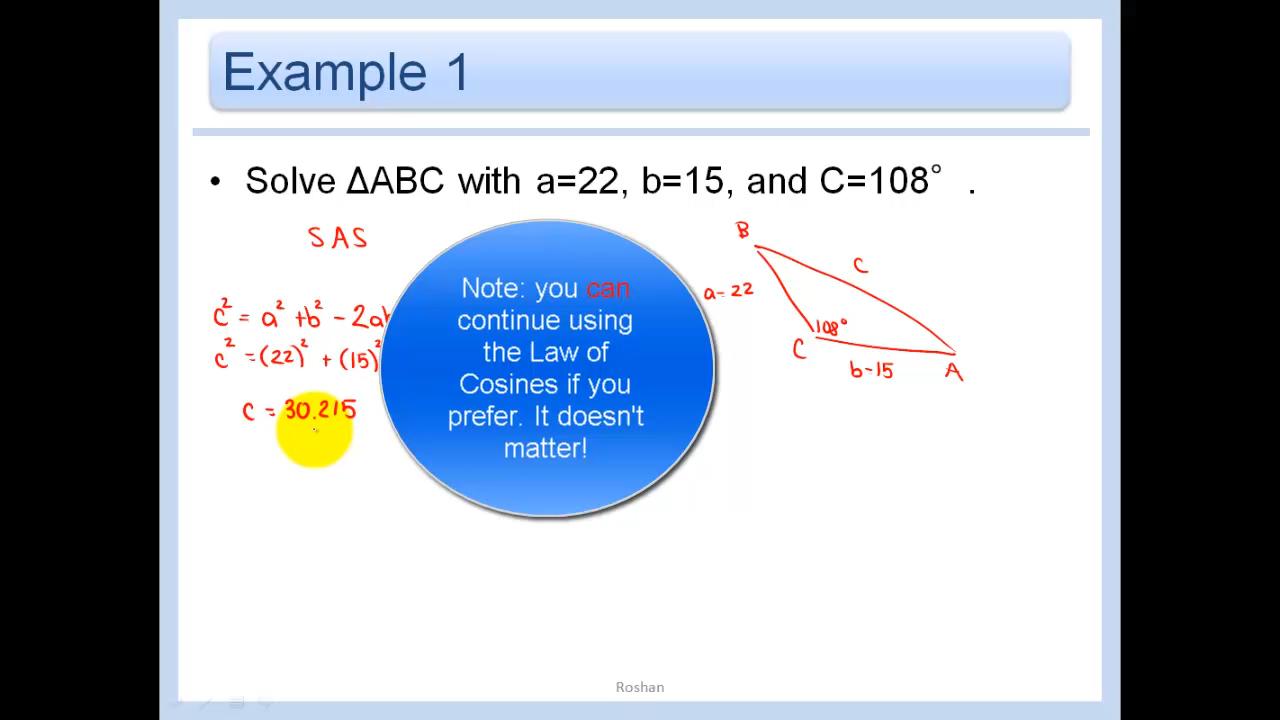 Example 1
• Solve ΔABC with a=22, b=15, and C=108° .
SAS
c² = a² + b² - 2ab
c² = (22)² + (15)²
c = 30.215
Note: you can
continue using
the Law of
Cosines if you
prefer. It doesn't
matter!
B
c
a=22
108°
C
b=15
A
Roshan